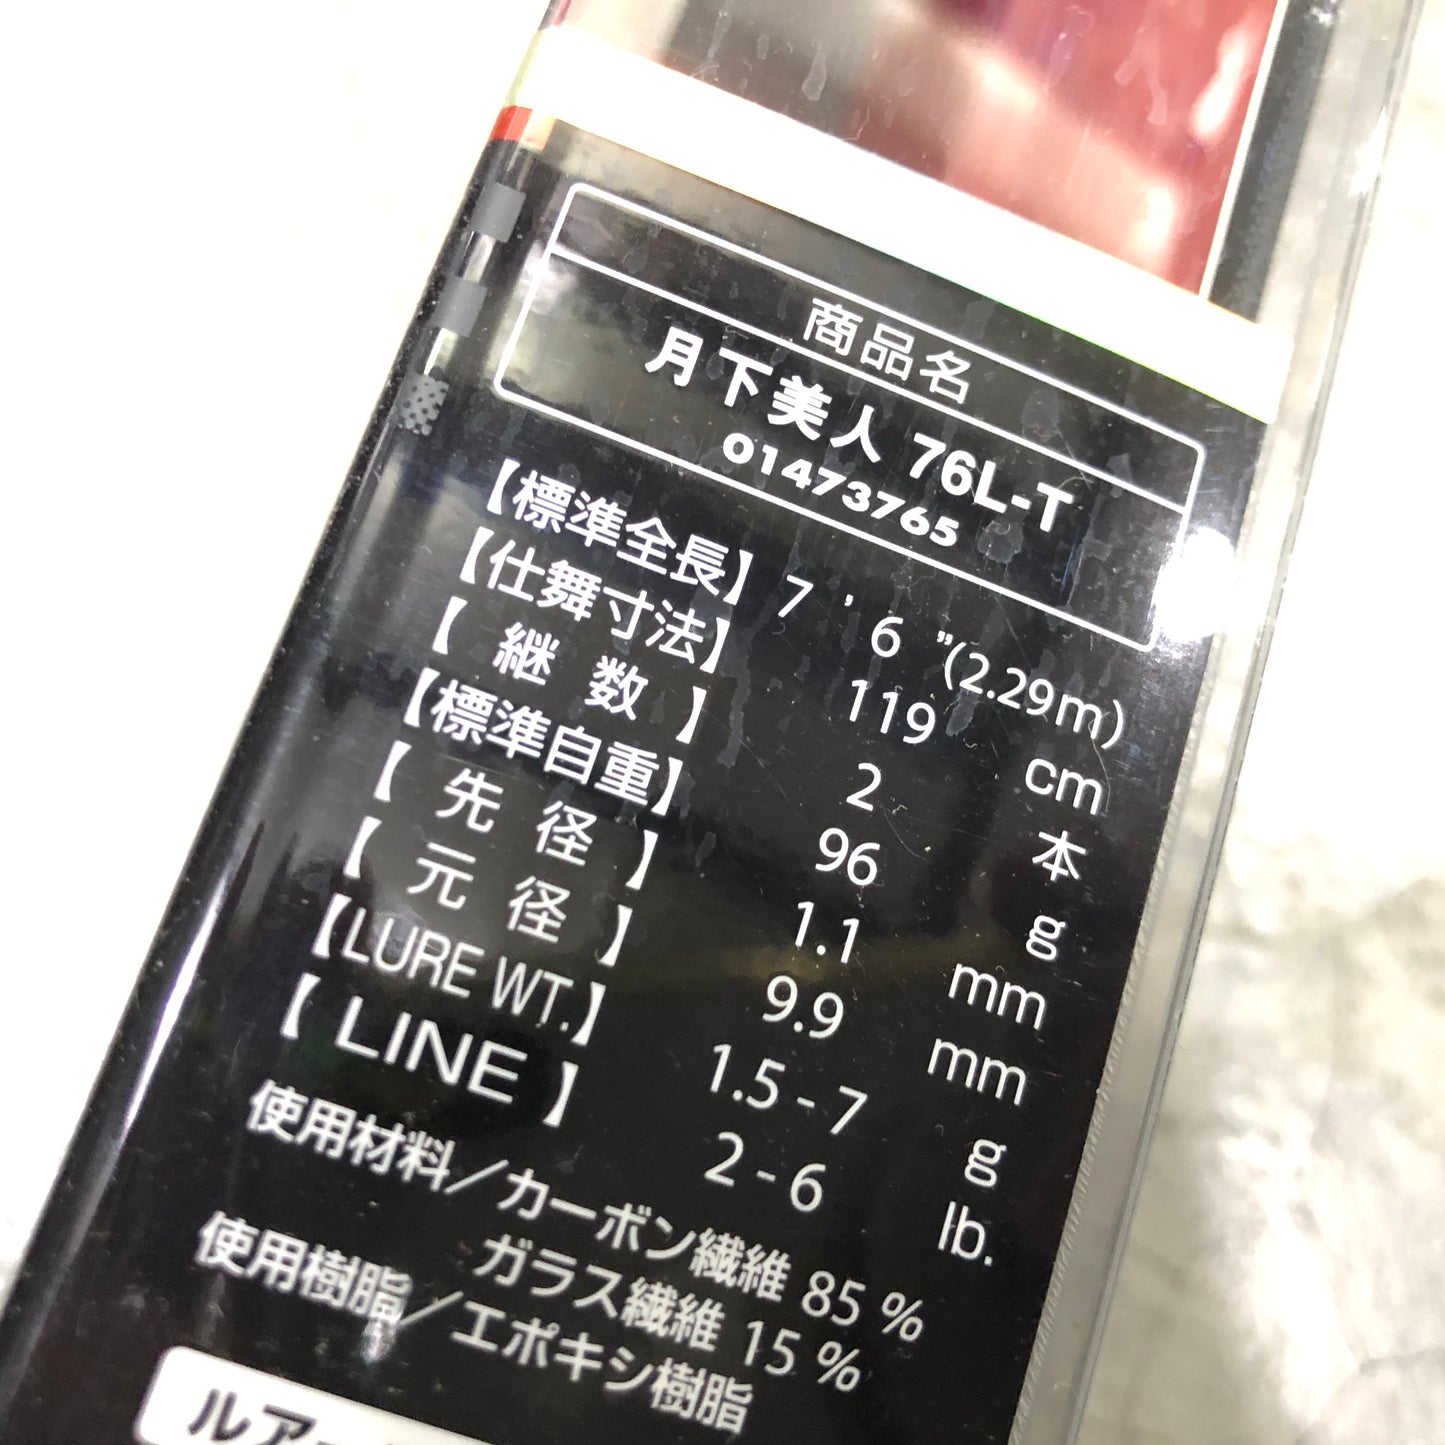 商品名
月下美人 76L-T
01473765
【標準全長】 7 ' 6 "(2.29m)
【仕舞寸法】 119 cm
【 継 数 】 2 本
【標準自重】 96 g
【 先 径 】 1.1 mm
【 元 径 】 9.9 mm
【LURE WT.】 1.5 - 7 g
【 LINE 】 2 - 6 lb.
使用材料／カーボン繊維 85 %
ガラス繊維 15 %
使用樹脂／エポキシ樹脂
ルア